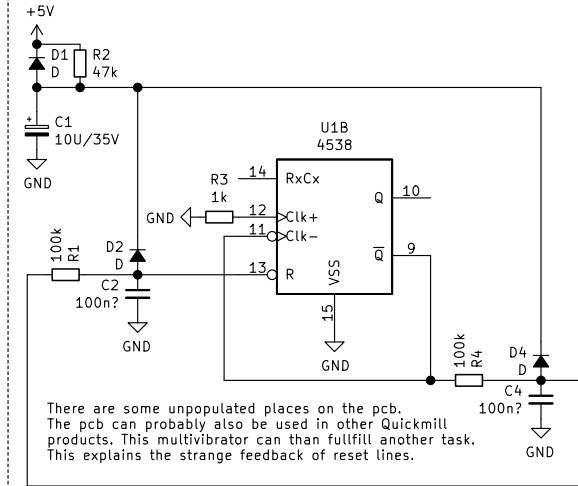 +5V
D1
D
R2
47k
C1
10U/35V
GND
U1B
4538
14
RxCx
R3
1k
GND
12
Clk+
11
Clk-
Q
10
Q
9
100k
R1
D2
D
13
R
VSS
C2
100n?
GND
15
GND
100k
R4
D4
D
C4
100n?
GND
There are some unpopulated places on the pcb.
The pcb can probably also be used in other Quickmill
products. This multivibrator can than fullfill another task.
This explains the strange feedback of reset lines.